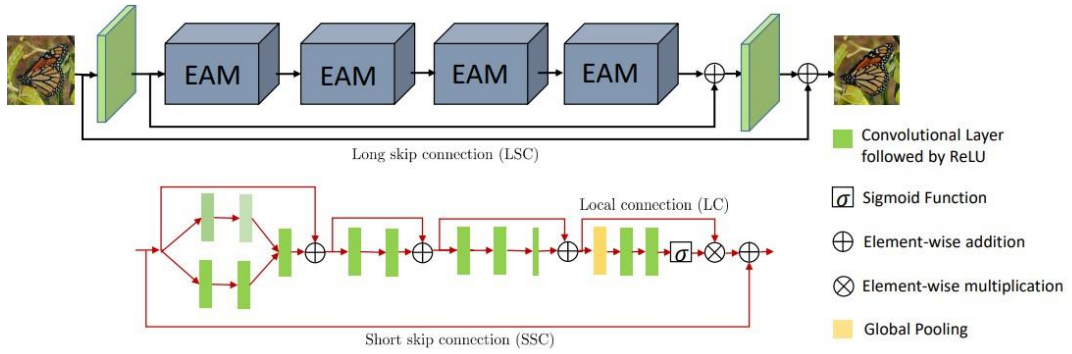 EAM
EAM
EAM
EAM
Long skip connection (LSC)
Convolutional Layer
followed by ReLU
σ Sigmoid Function
Element-wise addition
Element-wise multiplication
Global Pooling
Local connection (LC)
σ
Short skip connection (SSC)